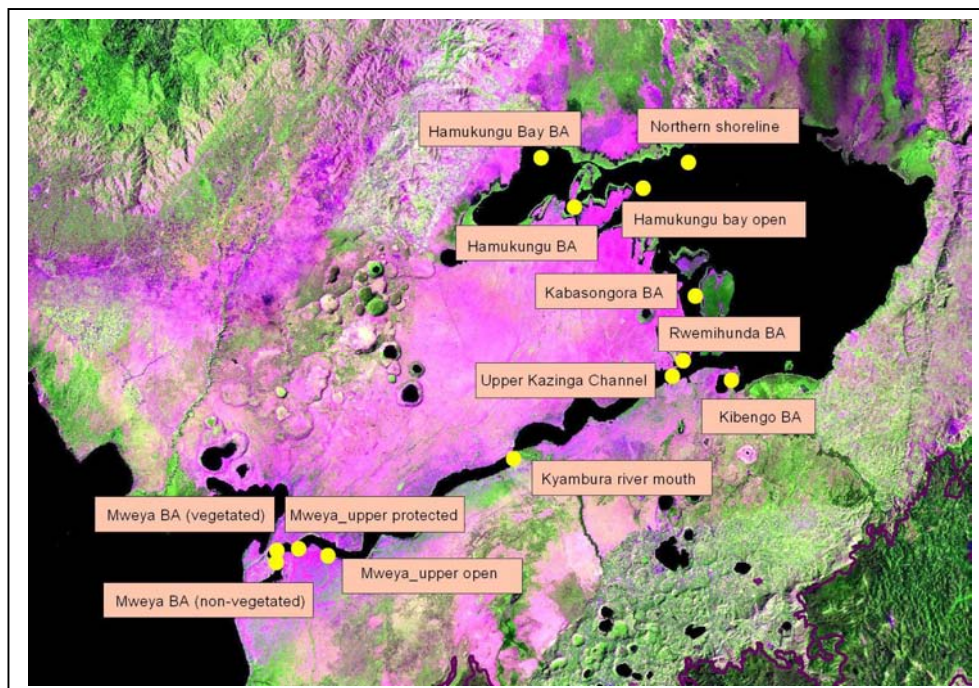 Hamukungu Bay BA
Northern shoreline
Hamukungu bay open
Hamukungu BA
Kabasongora BA
Rwemihunda BA
Upper Kazinga Channel
Kibengo BA
Kyambura river mouth
Mweya BA (vegetated)
Mweya_upper protected
Mweya_upper open
Mweya BA (non-vegetated)